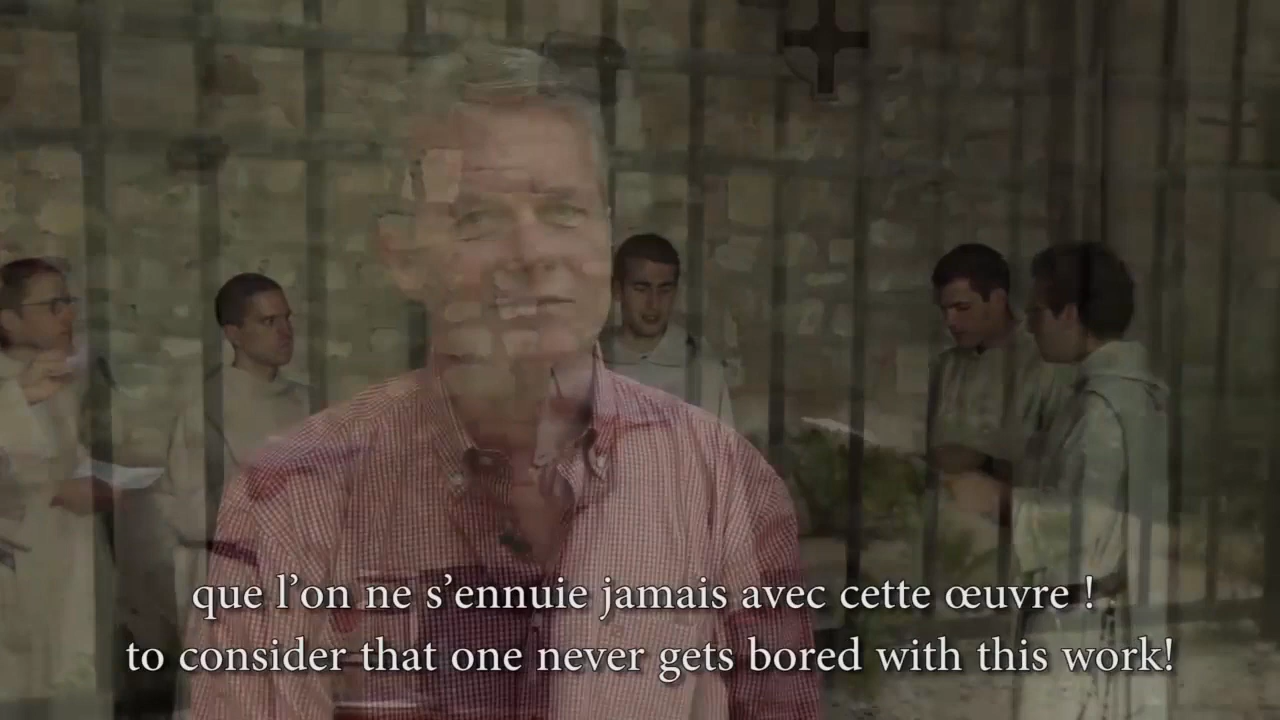 que l’on ne s’ennuie jamais avec cette œuvre !
to consider that one never gets bored with this work!